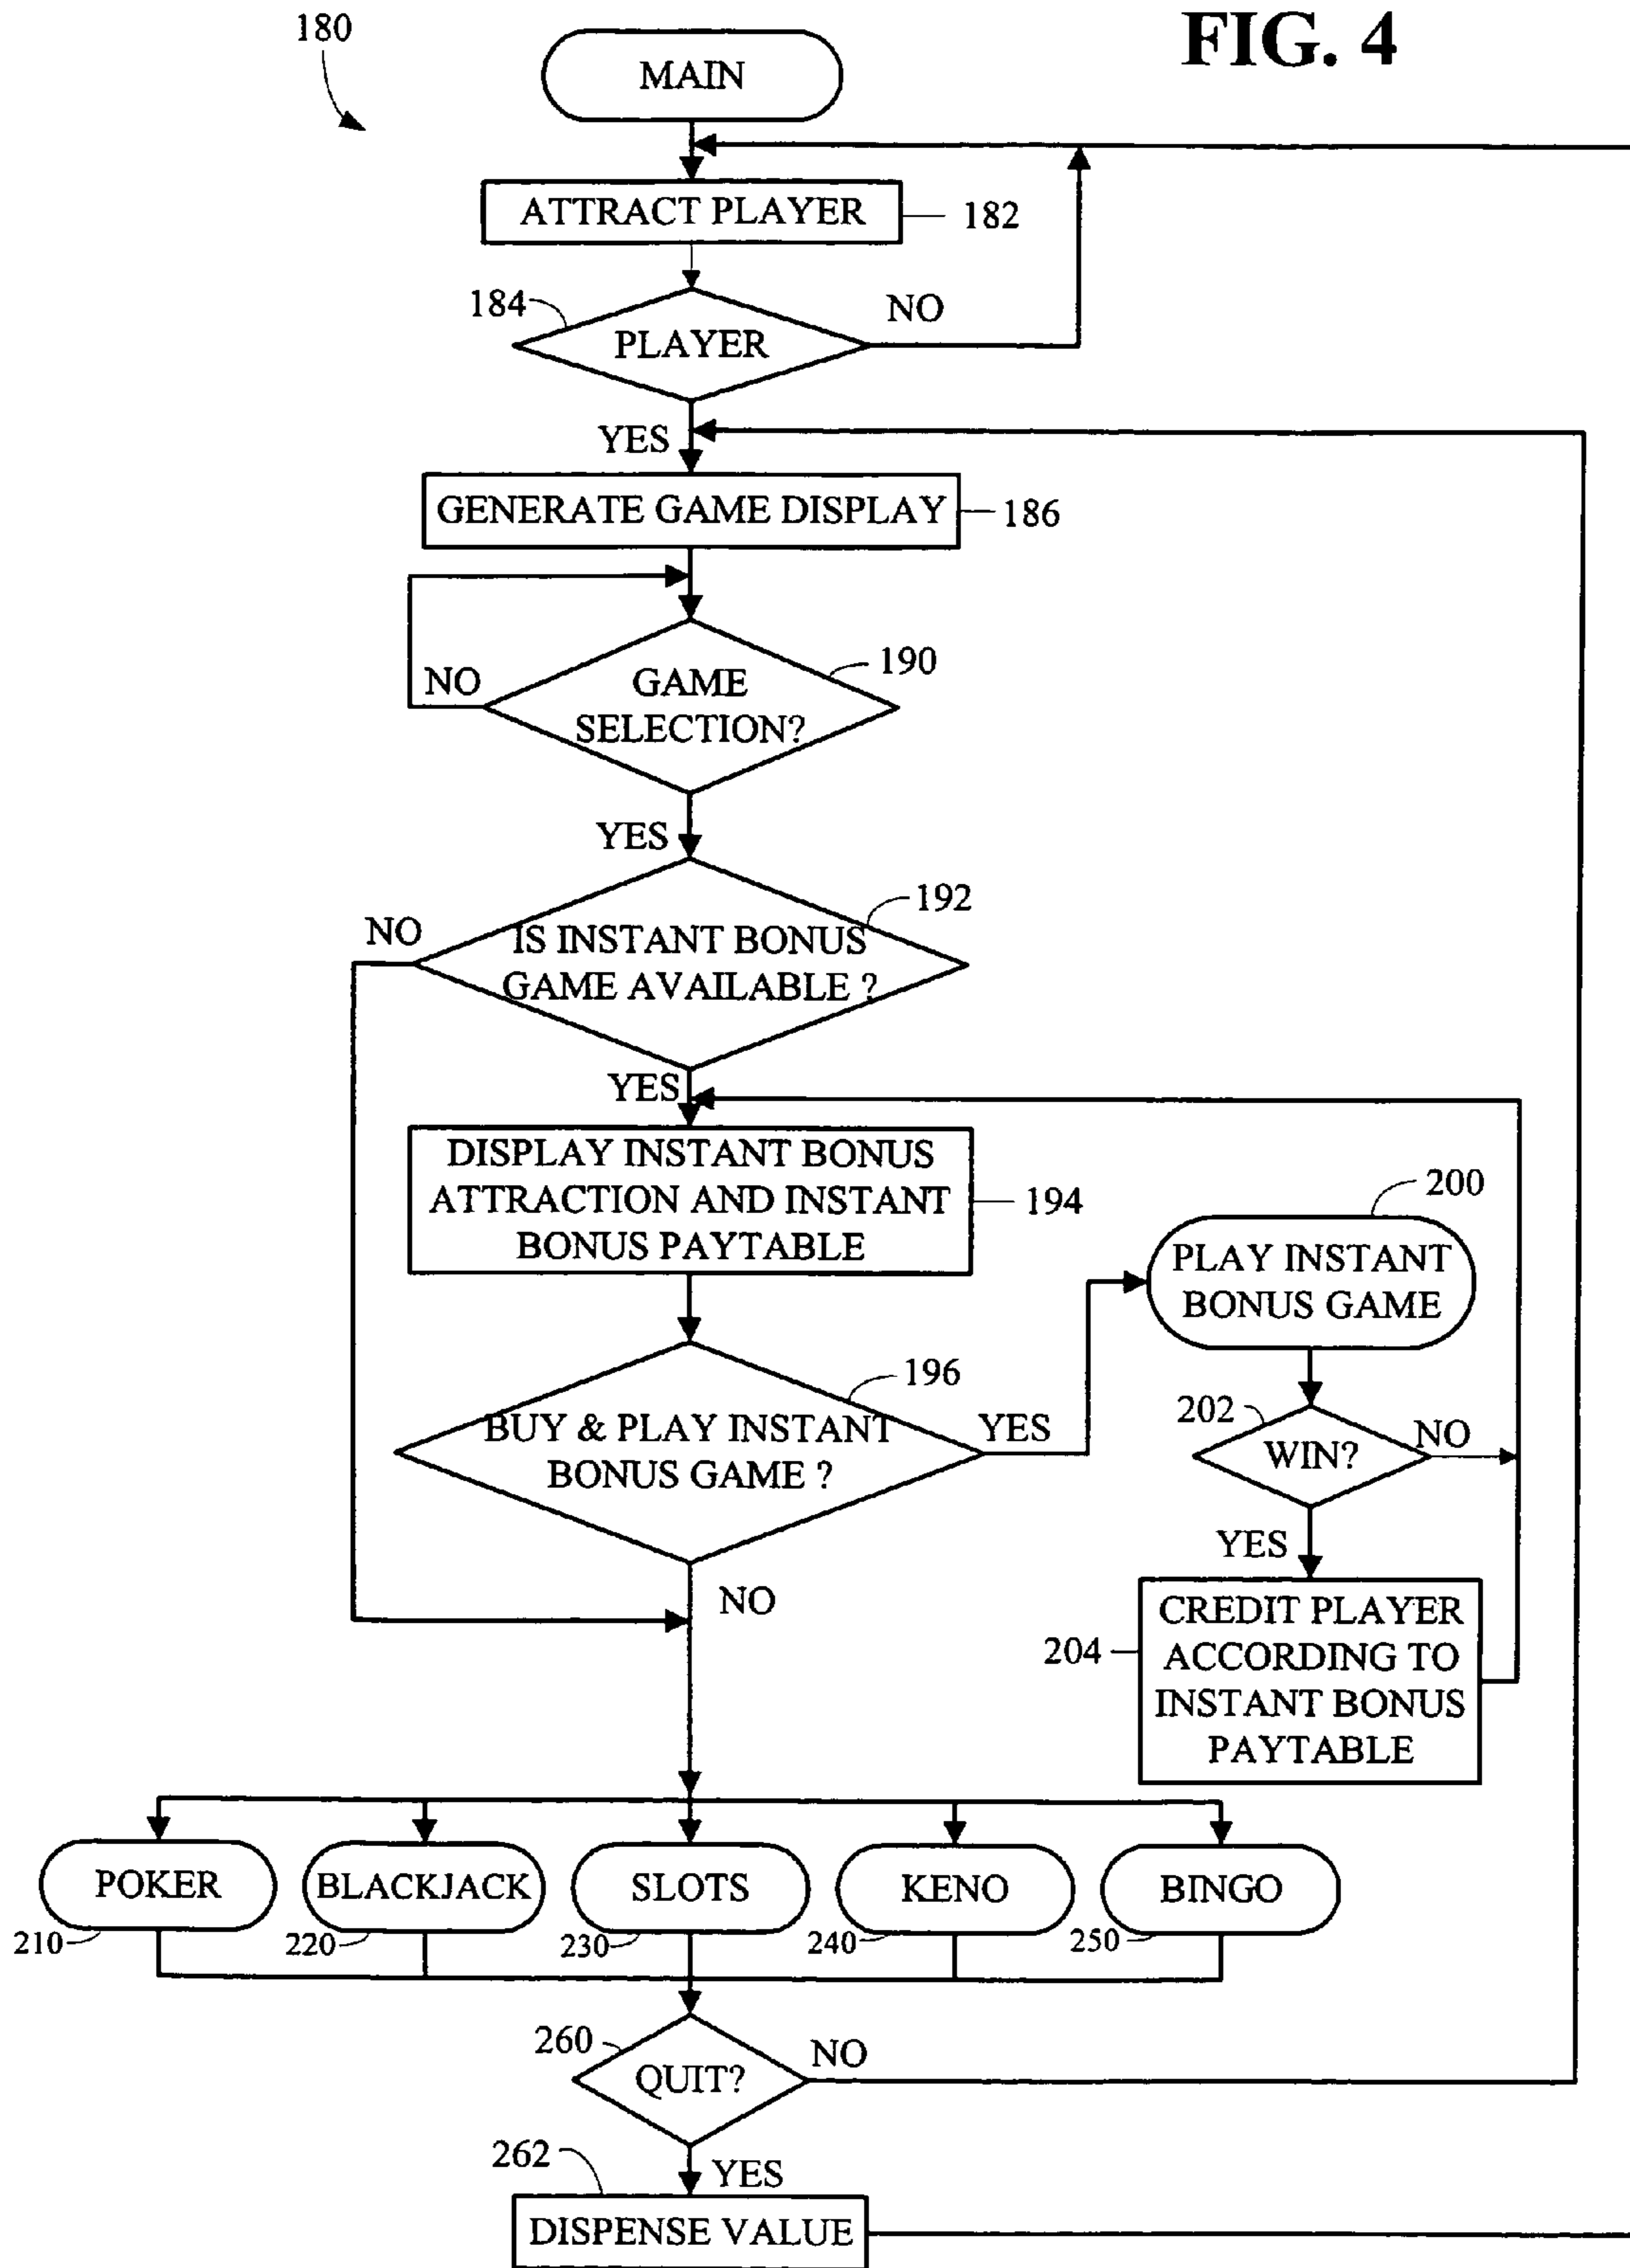 FIG. 4
180
MAIN
ATTRACT PLAYER
182
184
PLAYER
NO
YES
GENERATE GAME DISPLAY
186
190
NO
GAME
SELECTION?
YES
192
NO
IS INSTANT BONUS
GAME AVAILABLE ?
YES
DISPLAY INSTANT BONUS
ATTRACTION AND INSTANT
BONUS PAYTABLE
194
200
PLAY INSTANT
BONUS GAME
196
BUY & PLAY INSTANT
BONUS GAME ?
YES
202
WIN?
NO
YES
NO
204
CREDIT PLAYER
ACCORDING TO
INSTANT BONUS
PAYTABLE
POKER
BLACKJACK
SLOTS
KENO
BINGO
210
220
230
240
250
260
QUIT?
NO
262
YES
DISPENSE VALUE